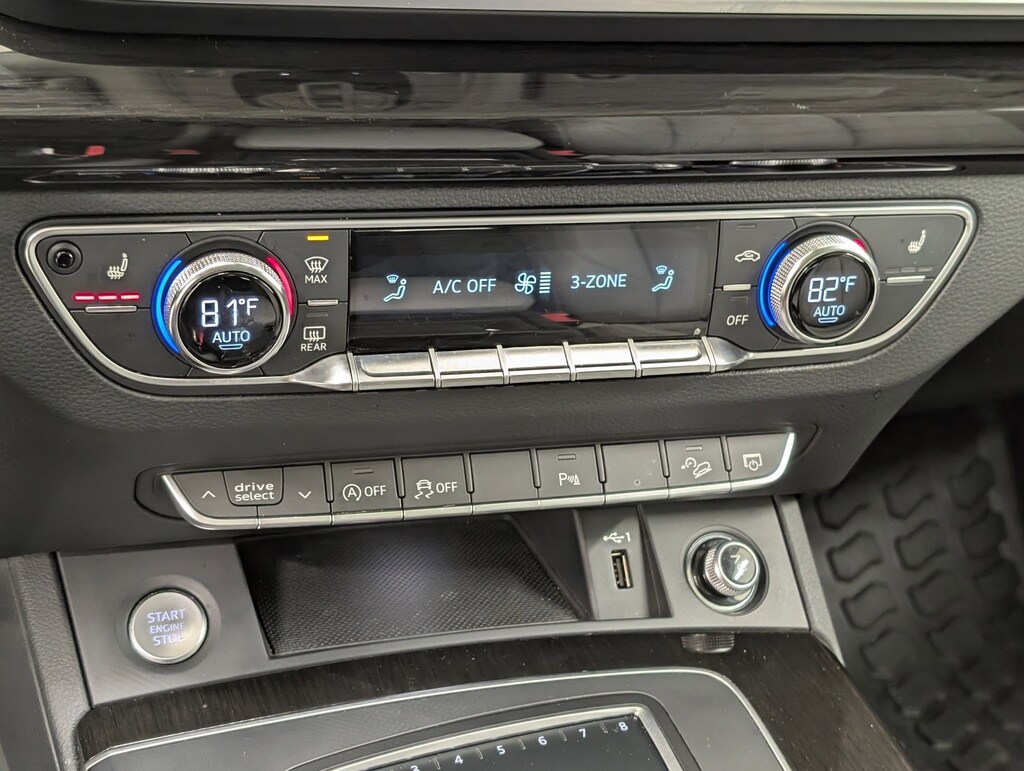 81°F
AUTO
MAX
REAR
A/C OFF
3-ZONE
OFF
82°F
AUTO
drive
select
A OFF
OFF
P
1
START
ENGINE
STOP
3 4 5 6 7 8